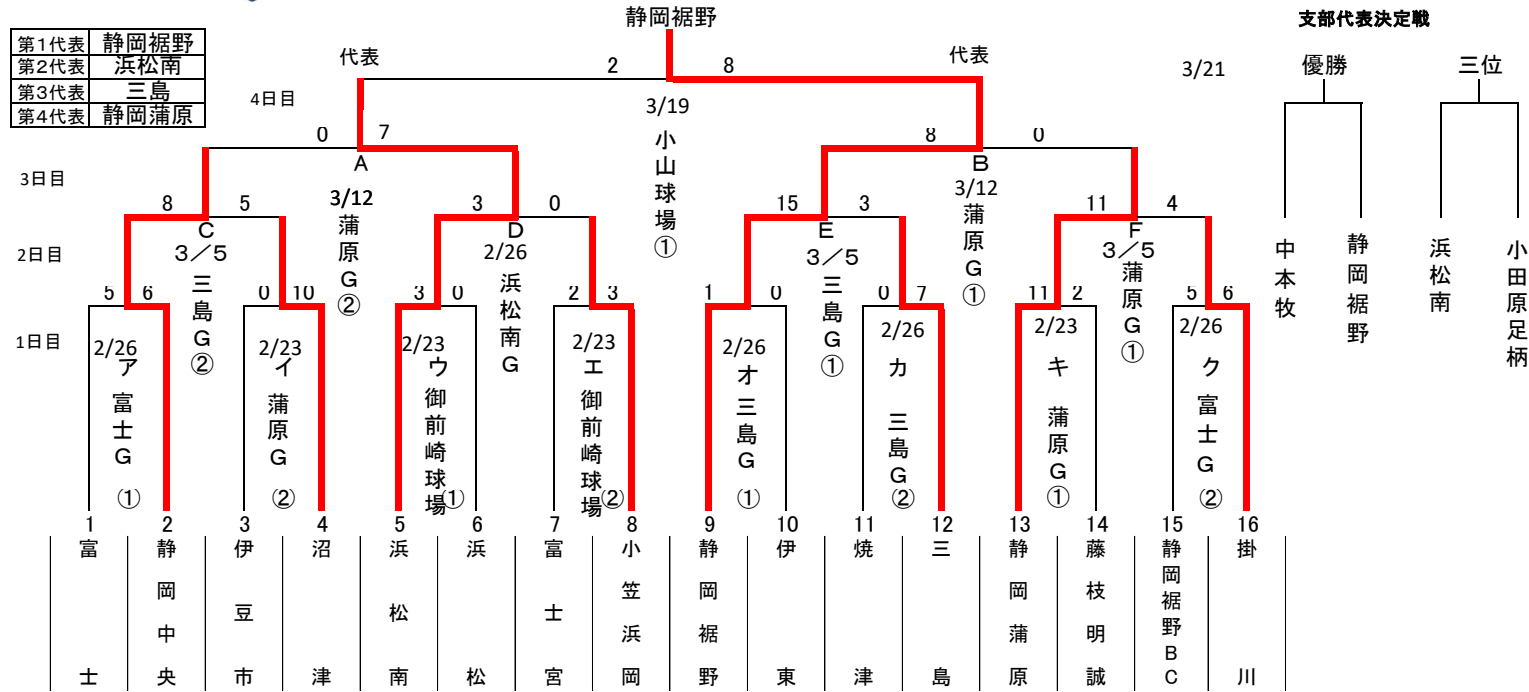 静岡裾野
支部代表決定戦
第1代表 静岡裾野
第2代表 浜松南
第3代表 三島
第4代表 静岡蒲原
代表 2 8 代表
3/21 優勝 三位
4日目
3/19
小山球場①
0 7 8 0
A B
3日目
3/12 蒲原G②
3/12 蒲原G①
8 5 3 0 15 3 11 4
C D E F
3/5 三島G②
2/26 浜松南G
3/5 三島G①
3/5 蒲原G①
中本牧
静岡裾野
浜松南
小田原足柄
2日目
5 6 0 10 3 0 2 3 1 0 0 7 11 2 5 6
1日目
2/26 ア 富士G ①
2/23 イ 蒲原G ②
2/23 ウ 御前崎球場 ①
2/23 エ 御前崎球場 ②
2/26 オ 三島G ①
2/26 カ 三島G ②
2/23 キ 蒲原G ①
2/26 ク 富士G ②
1 2 3 4 5 6 7 8 9 10 11 12 13 14 15 16
富士
静岡中央
伊豆市
沼津
浜松南
浜松
富士宮
小笠浜岡
静岡裾野
伊東
焼津
三島
静岡蒲原
藤枝明誠
静岡裾野BC
掛川